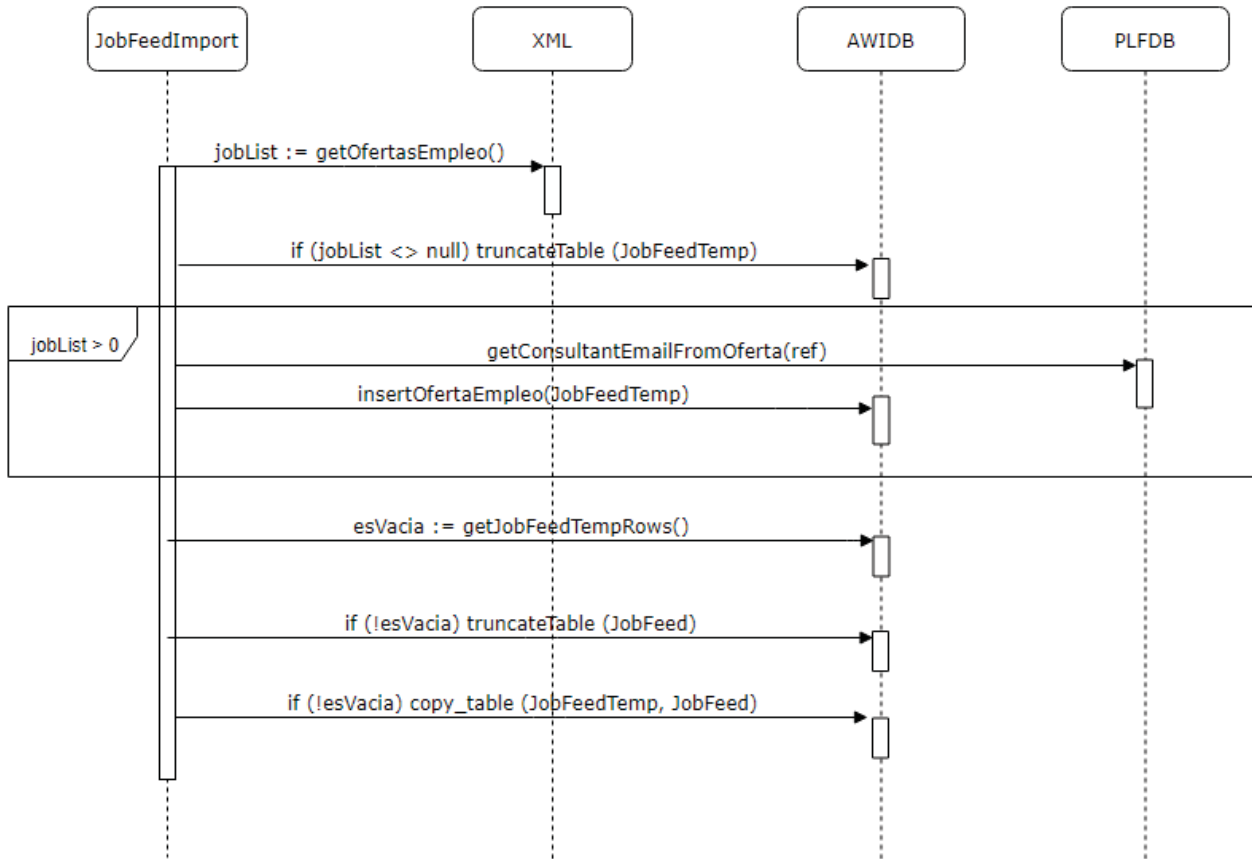 JobFeedImport
XML
AWIDB
PLFDB
jobList := getOfertasEmpleo()
if (jobList <> null) truncateTable (JobFeedTemp)
jobList > 0
getConsultantEmailFromOferta(ref)
insertOfertaEmpleo(JobFeedTemp)
esVacia := getJobFeedTempRows()
if (!esVacia) truncateTable (JobFeed)
if (!esVacia) copy_table (JobFeedTemp, JobFeed)